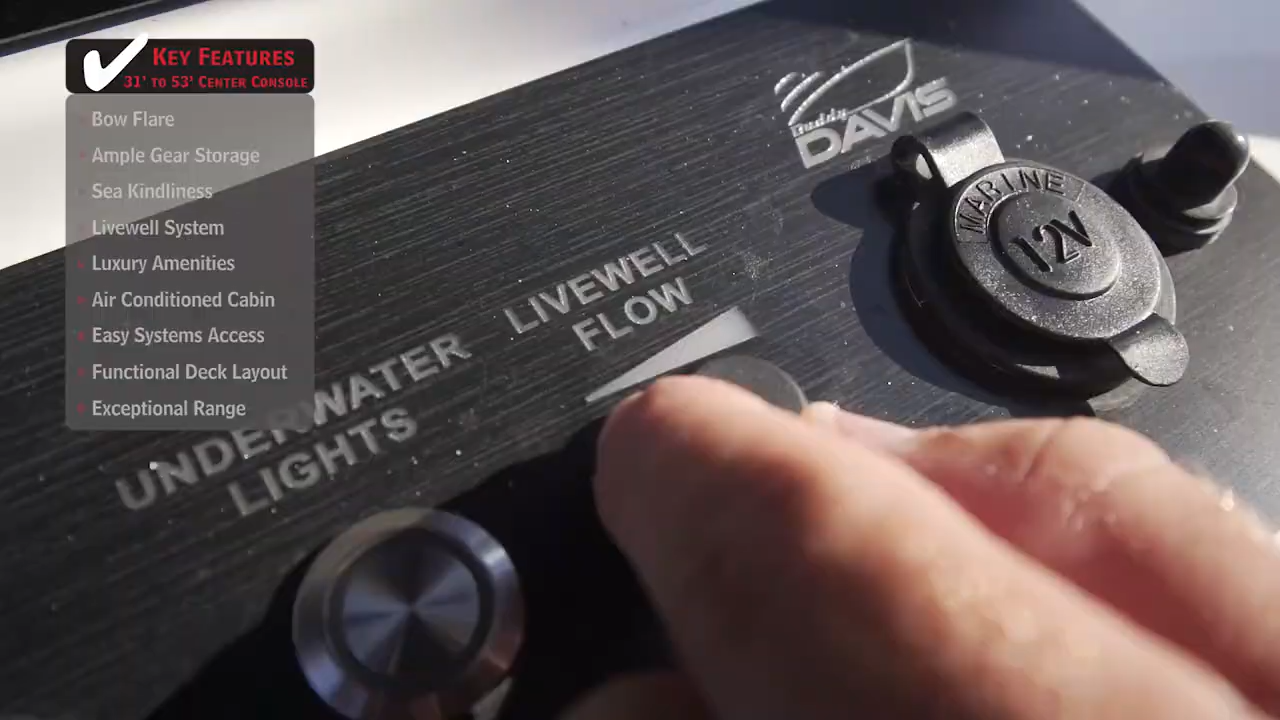 KEY FEATURES
31' TO 53' CENTER CONSOLE
Bow Flare
Ample Gear Storage
Sea Kindliness
Livewell System
Luxury Amenities
Air Conditioned Cabin
Easy Systems Access
Functional Deck Layout
Exceptional Range
UNDERWATER
LIGHTS
LIVEWELL
FLOW
Buddy
DAVIS
MARINE
12V